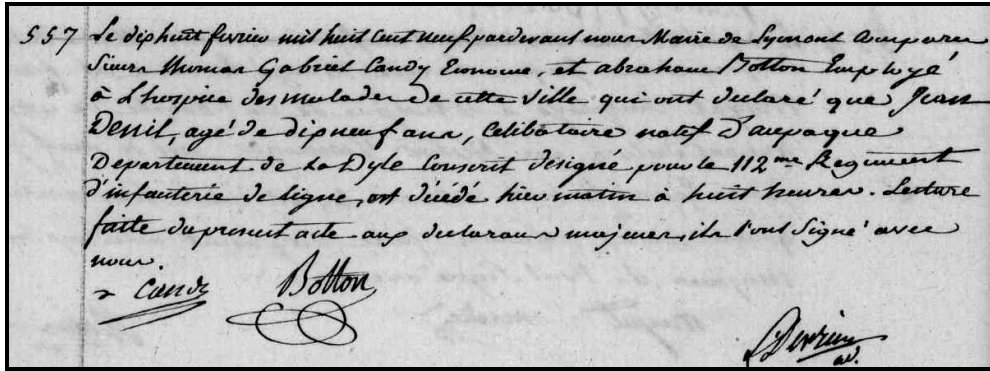 557 Le dix huit fevrier mil huit cent neuf pardevant nous Maire de Lyon ont comparu
Sieurs Thomas Gabriel Candy Econome, et abraham Botton Employé
à L'hospice des malades de cette ville qui ont declaré que Jean
Denil, agé de dix neuf ans, Celibataire natif
Departement de La Dyle Conscrit designé pour le 112me Regiment
d'infanterie de ligne, est décédé hier matin à huit heures. Lecture
faite du present acte aux declarans majeurs, ils l'ont Signé avec
nous.
Candy Botton